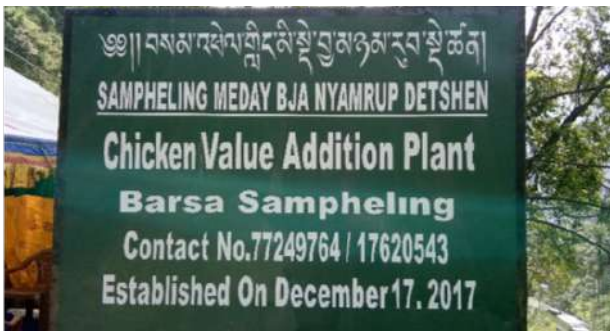 ༄༅།།བསམ་འཕེལ་གླིང་མི་སྡེ་བྱ་མཉམ་རུབ་སྡེ་ཚན།
SAMPHELING MEDAY BJA NYAMRUP DETSHEN
Chicken Value Addition Plant
Barsa Sampheling
Contact No.77249764 / 17620543
Established On December 17. 2017